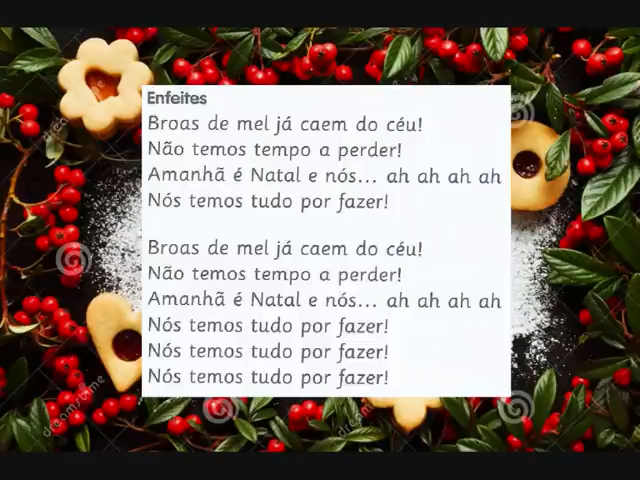 Enfeites
Broas de mel já caem do céu!
Não temos tempo a perder!
Amanhã é Natal e nós... ah ah ah ah
Nós temos tudo por fazer!
Broas de mel já caem do céu!
Não temos tempo a perder!
Amanhã é Natal e nós... ah ah ah ah
Nós temos tudo por fazer!
Nós temos tudo por fazer!
Nós temos tudo por fazer!